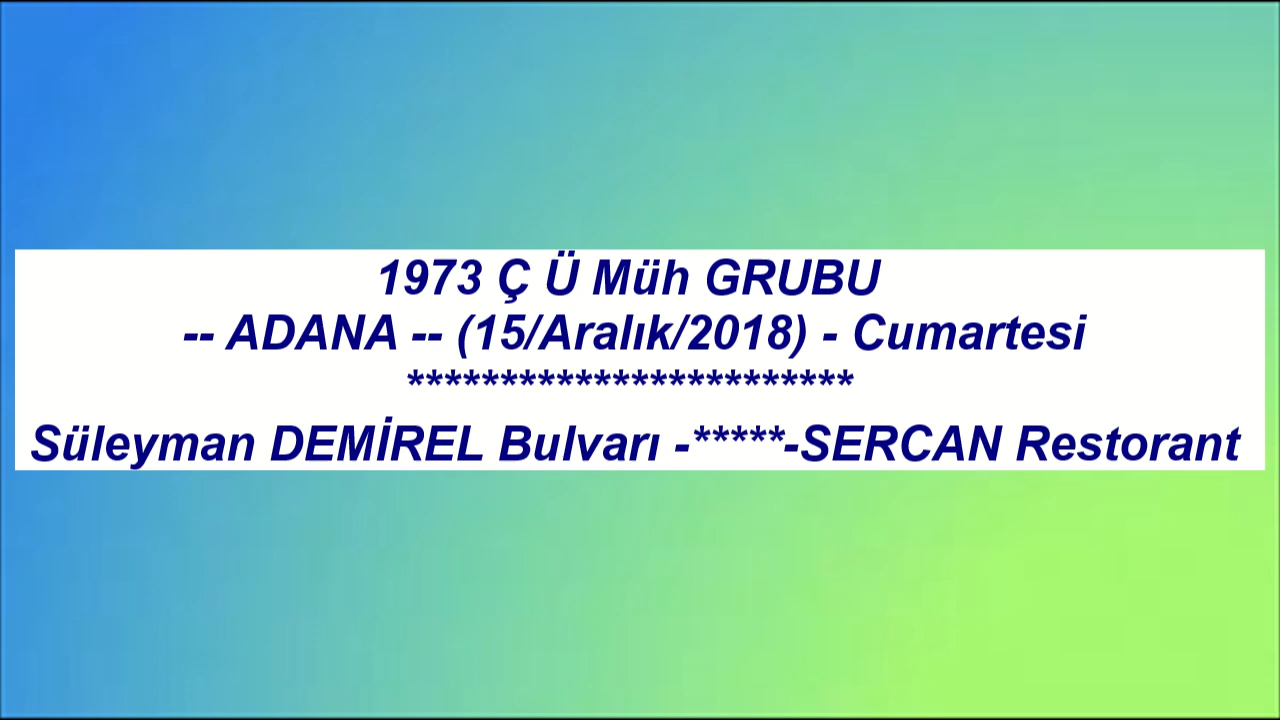 1973 Ç Ü Müh GRUBU
-- ADANA -- (15/Aralık/2018) - Cumartesi
************************
Süleyman DEMİREL Bulvarı -*****-SERCAN Restorant